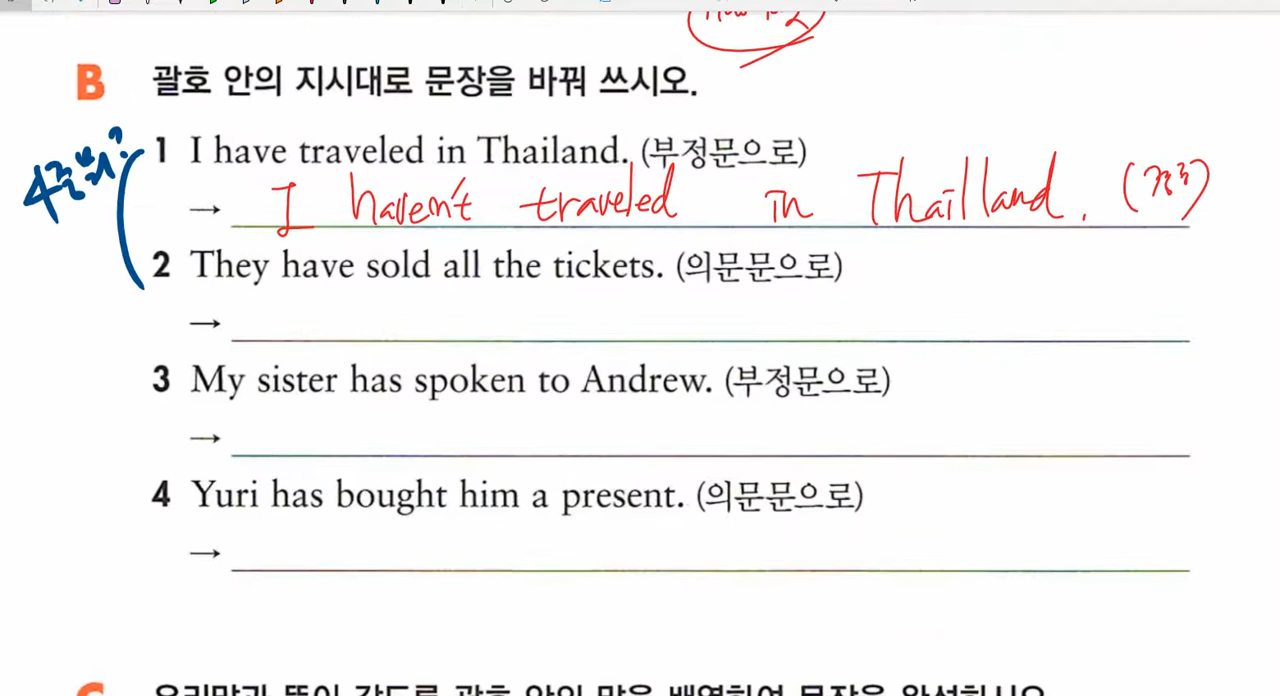 B 괄호 안의 지시대로 문장을 바꿔 쓰시오.
1 I have traveled in Thailand. (부정문으로)
→ I haven't traveled in Thailland. (경험)
2 They have sold all the tickets. (의문문으로)
→
3 My sister has spoken to Andrew. (부정문으로)
→
4 Yuri has bought him a present. (의문문으로)
→